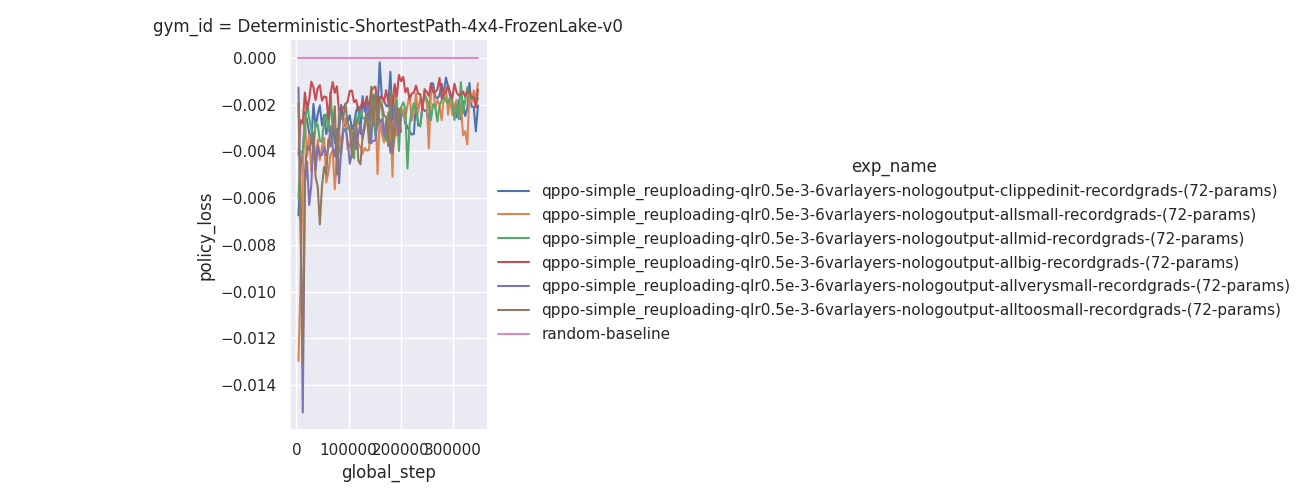 gym_id = Deterministic-ShortestPath-4x4-FrozenLake-v0
0.000
−0.002
−0.004
−0.006
−0.008
−0.010
−0.012
−0.014
policy_loss
0 100000 200000 300000
global_step
exp_name
qppo-simple_reuploading-qlr0.5e-3-6varlayers-nologoutput-clippedinit-recordgrads-(72-params)
qppo-simple_reuploading-qlr0.5e-3-6varlayers-nologoutput-allsmall-recordgrads-(72-params)
qppo-simple_reuploading-qlr0.5e-3-6varlayers-nologoutput-allmid-recordgrads-(72-params)
qppo-simple_reuploading-qlr0.5e-3-6varlayers-nologoutput-allbig-recordgrads-(72-params)
qppo-simple_reuploading-qlr0.5e-3-6varlayers-nologoutput-allverysmall-recordgrads-(72-params)
qppo-simple_reuploading-qlr0.5e-3-6varlayers-nologoutput-alltoosmall-recordgrads-(72-params)
random-baseline